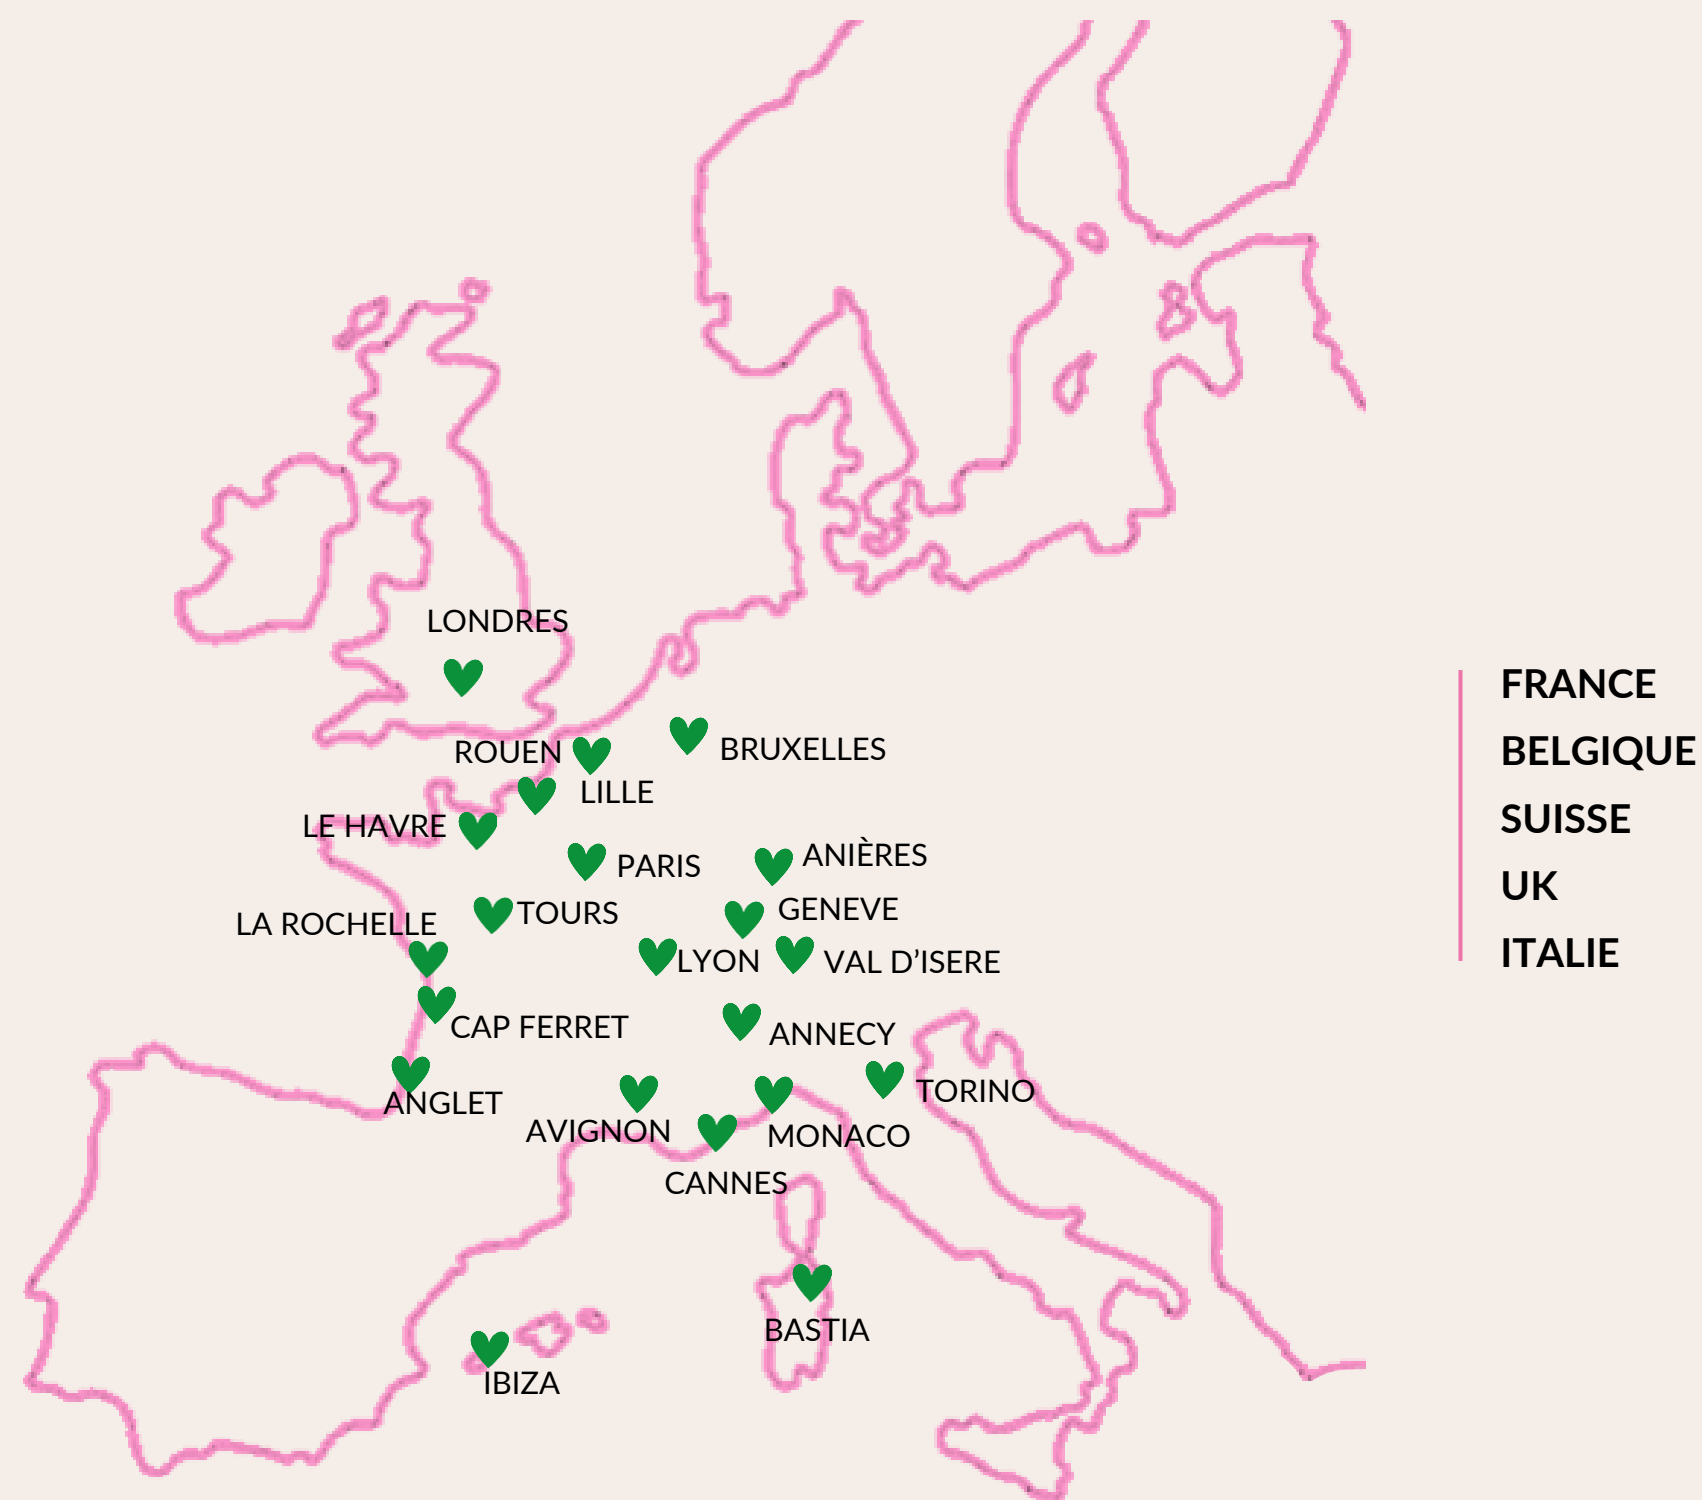 LONDRES
ROUEN
BRUXELLES
LILLE
LE HAVRE
PARIS
ANIÈRES
LA ROCHELLE
TOURS
GENEVE
LYON
VAL D’ISERE
CAP FERRET
ANNECY
ANGLET
TORINO
AVIGNON
MONACO
CANNES
BASTIA
IBIZA
FRANCE
BELGIQUE
SUISSE
UK
ITALIE